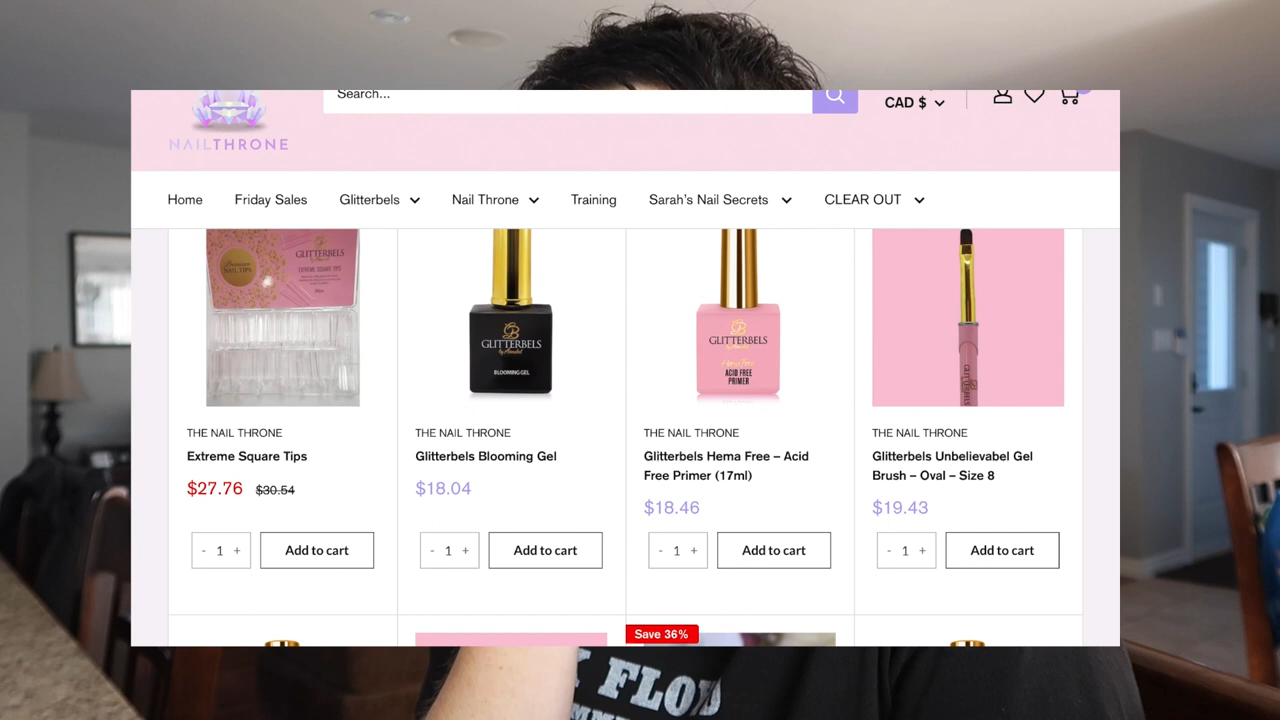 Search...
CAD $
NAILTHRONE
Home Friday Sales Glitterbels Nail Throne Training Sarah's Nail Secrets CLEAR OUT
GLITTERBELS
EXTREME SQUARE TIPS
NAIL TIPS
GLITTERBELS
BLOOMING GEL
GLITTERBELS
ACID FREE
PRIMER
THE NAIL THRONE
Extreme Square Tips
$27.76 $30.54
- 1 + Add to cart
THE NAIL THRONE
Glitterbels Blooming Gel
$18.04
- 1 + Add to cart
THE NAIL THRONE
Glitterbels Hema Free – Acid
Free Primer (17ml)
$18.46
- 1 + Add to cart
THE NAIL THRONE
Glitterbels Unbelievabel Gel
Brush – Oval – Size 8
$19.43
- 1 + Add to cart
Save 36%